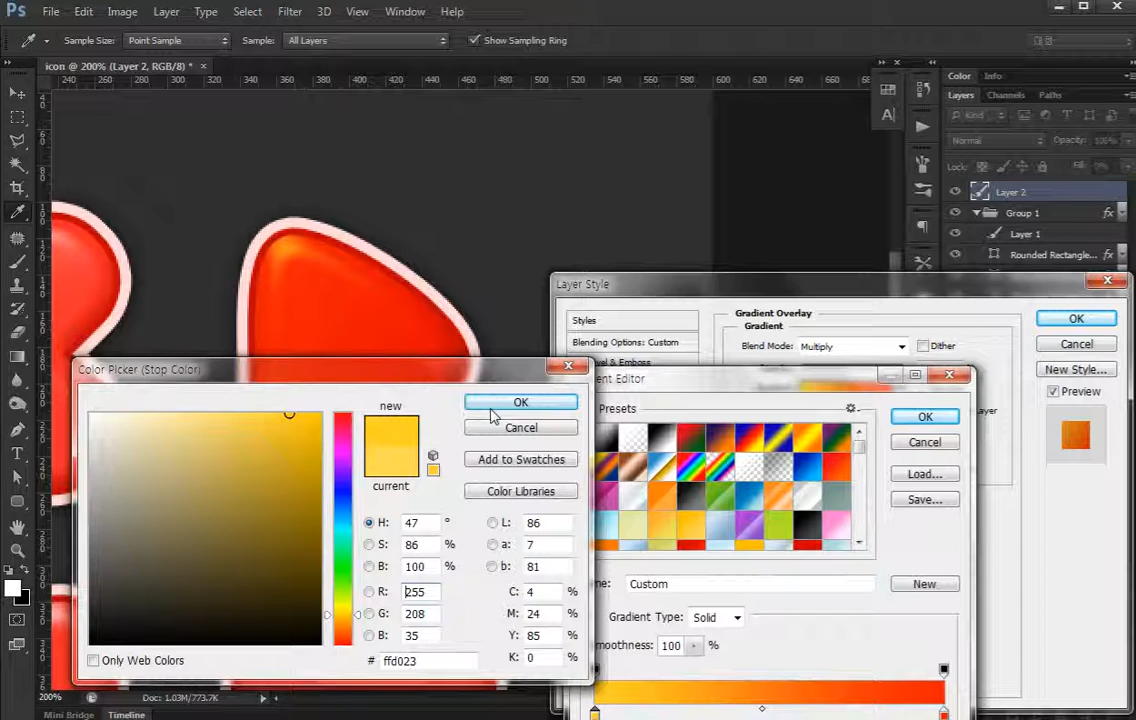 Ps File Edit Image Layer Type Select Filter 3D View Window Help
Sample Size: Point Sample Sample: All Layers Show Sampling Ring
icon @ 200% (Layer 2, RGB/8) * ×
240 260 280 300 320 340 360 380 400 420 440 460 480 500 520 540 560 580 600 620 640 660 680
Color Info
Layers Channels Paths
Kind
Normal Opacity: 100%
Lock: Fill:
Layer 2
Group 1 fx
Layer 1
Rounded Rectangle... fx
Layer Style
Styles
Blending Options: Custom
Gradient Overlay
Gradient
Blend Mode: Multiply Dither
OK
Cancel
New Style...
Preview
Color Picker (Stop Color)
new
current
OK
Cancel
Add to Swatches
Color Libraries
H: 47 °
S: 86 %
B: 100 %
R: 255
G: 208
B: 35
L: 86
a: 7
b: 81
C: 4 %
M: 24 %
Y: 85 %
K: 0 %
# ffd023
Only Web Colors
ent Editor
Presets
OK
Cancel
Load...
Save...
me: Custom New
Gradient Type: Solid
moothness: 100 %
200% Doc: 1.03M/773.7K
Mini Bridge Timeline